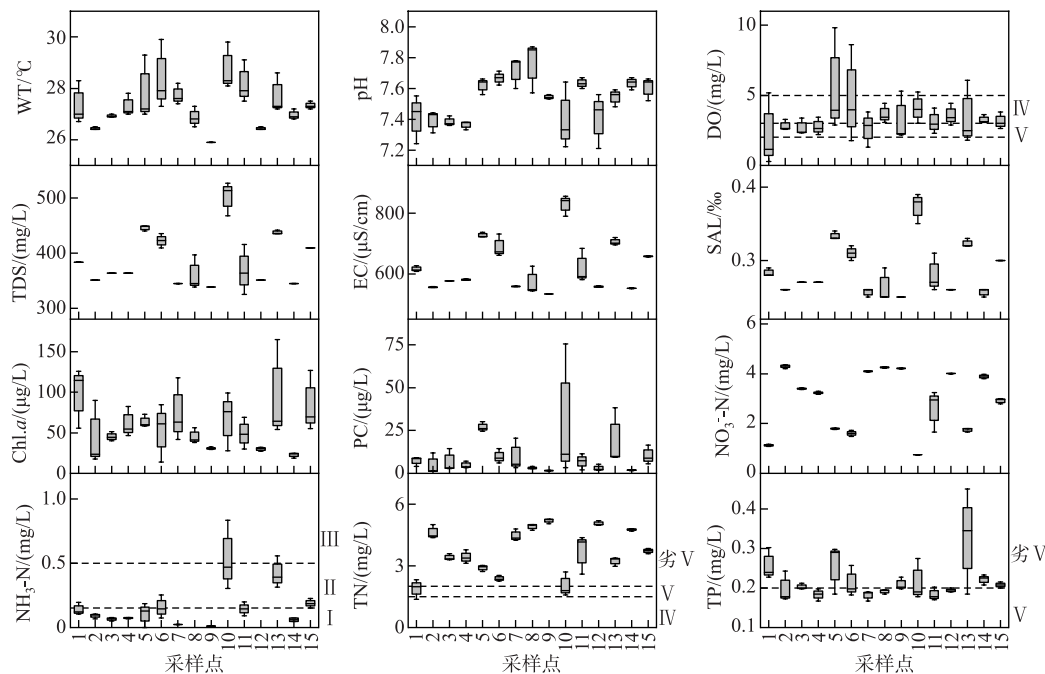 WT/℃
30
28
26
pH
8.0
7.8
7.6
7.4
7.2
DO/(mg/L)
10
5
0
Ⅳ
Ⅴ
TDS/(mg/L)
500
400
300
EC/(μS/cm)
800
600
SAL/‰
0.4
0.3
Chl.a/(μg/L)
150
100
50
0
PC/(μg/L)
75
50
25
0
NO₃⁻-N/(mg/L)
6
4
2
0
NH₃-N/(mg/L)
1.0
0.5
0
Ⅲ
Ⅱ
Ⅰ
TN/(mg/L)
6
3
0
劣Ⅴ
Ⅴ
Ⅳ
TP/(mg/L)
0.4
0.3
0.2
0.1
劣Ⅴ
Ⅴ
1 2 3 4 5 6 7 8 9 10 11 12 13 14 15
1 2 3 4 5 6 7 8 9 10 11 12 13 14 15
1 2 3 4 5 6 7 8 9 10 11 12 13 14 15
采样点
采样点
采样点